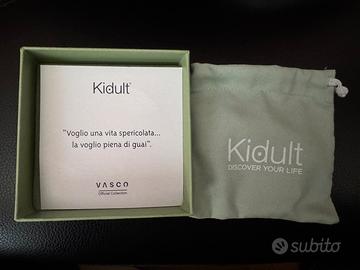 Kidult
"Voglio una vita spericolata...
la voglio piena di guai".
VASCO
Official Collection
Kidult
DISCOVER YOUR LIFE
subito